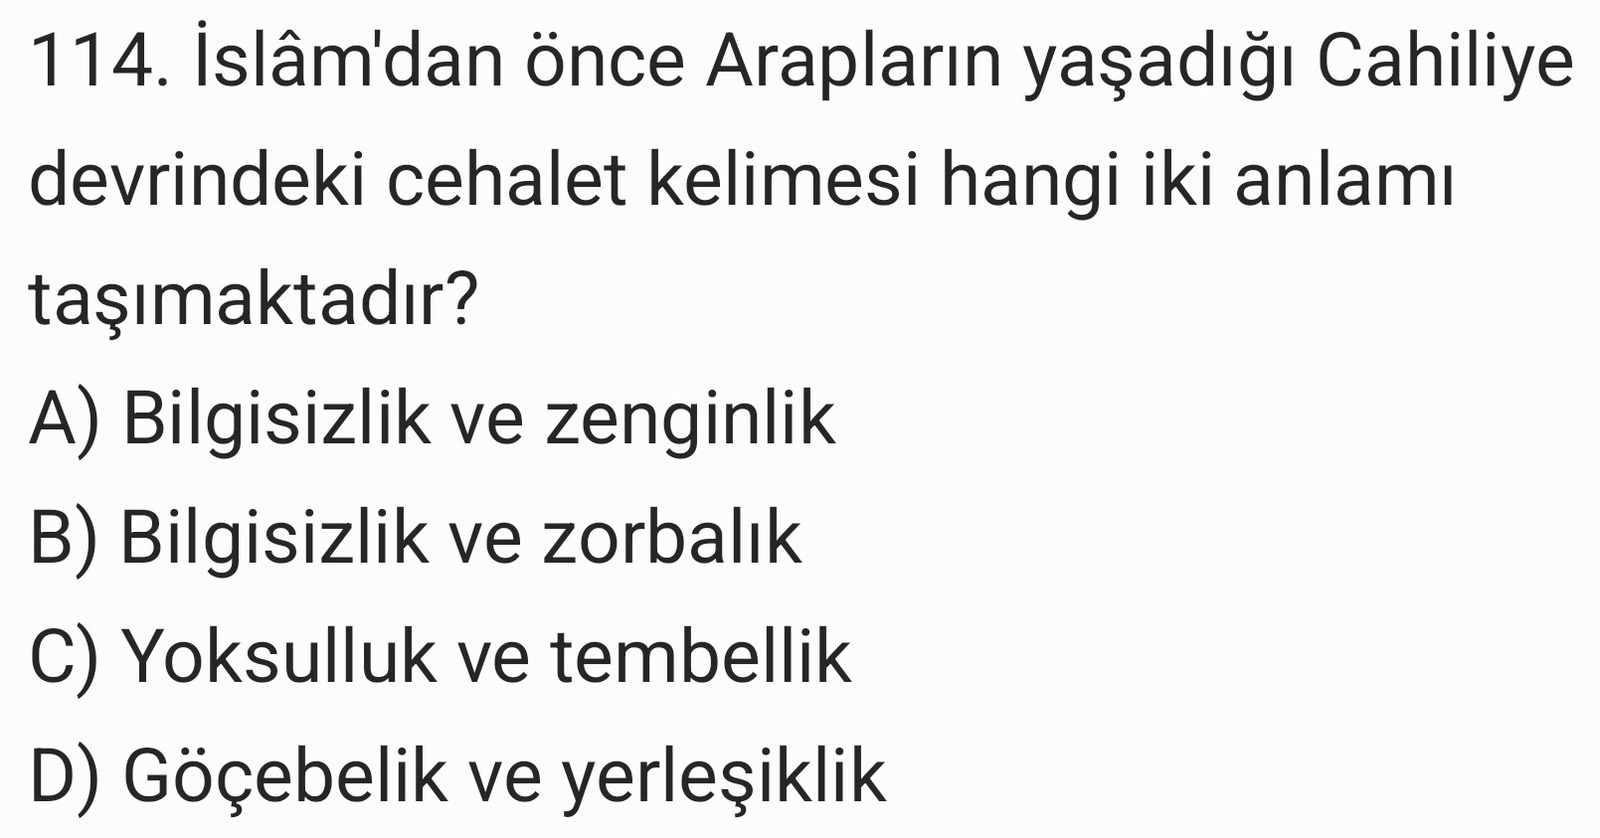 114. İslâm'dan önce Arapların yaşadığı Cahiliye
devrindeki cehalet kelimesi hangi iki anlamı
taşımaktadır?
A) Bilgisizlik ve zenginlik
B) Bilgisizlik ve zorbalık
C) Yoksulluk ve tembellik
D) Göçebelik ve yerleşiklik